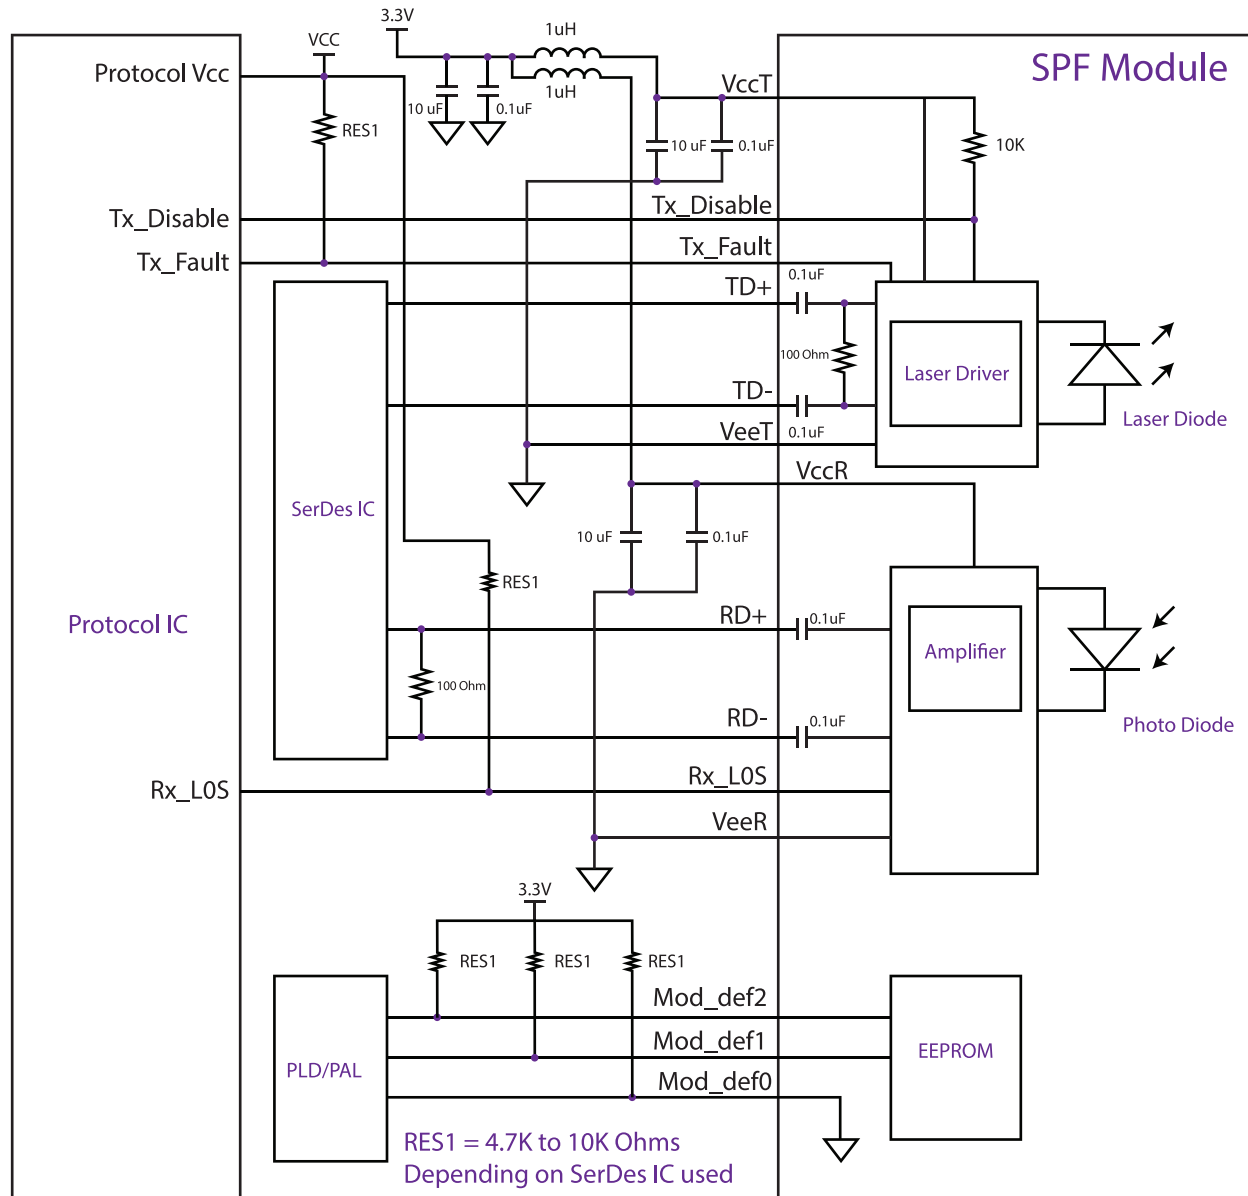 3.3V
1uH
VCC
SPF Module
Protocol Vcc
1uH
VccT
10 uF
0.1uF
RES1
10 uF
0.1uF
10K
Tx_Disable
Tx_Disable
Tx_Fault
Tx_Fault
0.1uF
TD+
100 Ohm
Laser Driver
TD-
Laser Diode
VeeT
0.1uF
VccR
SerDes IC
10 uF
0.1uF
RES1
Protocol IC
RD+
0.1uF
Amplifier
100 Ohm
RD-
0.1uF
Photo Diode
Rx_L0S
Rx_L0S
VeeR
3.3V
RES1
RES1
RES1
Mod_def2
Mod_def1
EEPROM
PLD/PAL
Mod_def0
RES1 = 4.7K to 10K Ohms
Depending on SerDes IC used